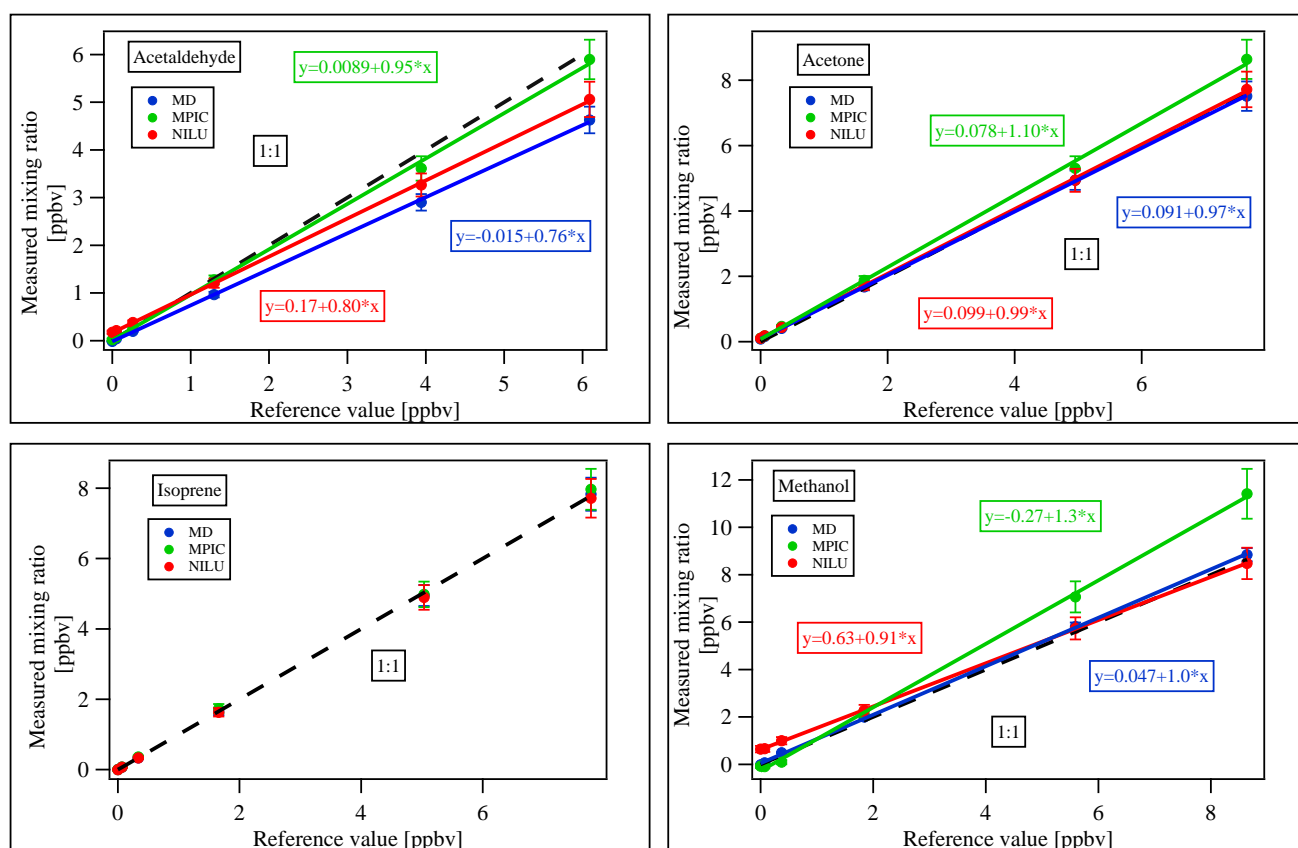 Acetaldehyde
MD
MPIC
NILU
y=0.0089+0.95*x
1:1
y=-0.015+0.76*x
y=0.17+0.80*x
6
5
4
3
2
1
0
0 1 2 3 4 5 6
Measured mixing ratio
[ppbv]
Reference value [ppbv]
Acetone
MD
MPIC
NILU
y=0.078+1.10*x
y=0.091+0.97*x
1:1
y=0.099+0.99*x
8
6
4
2
0
0 2 4 6
Measured mixing ratio
[ppbv]
Reference value [ppbv]
Isoprene
MD
MPIC
NILU
1:1
8
6
4
2
0
0 2 4 6
Measured mixing ratio
[ppbv]
Reference value [ppbv]
Methanol
MD
MPIC
NILU
y=-0.27+1.3*x
y=0.63+0.91*x
y=0.047+1.0*x
1:1
12
10
8
6
4
2
0
0 2 4 6 8
Measured mixing ratio
[ppbv]
Reference value [ppbv]